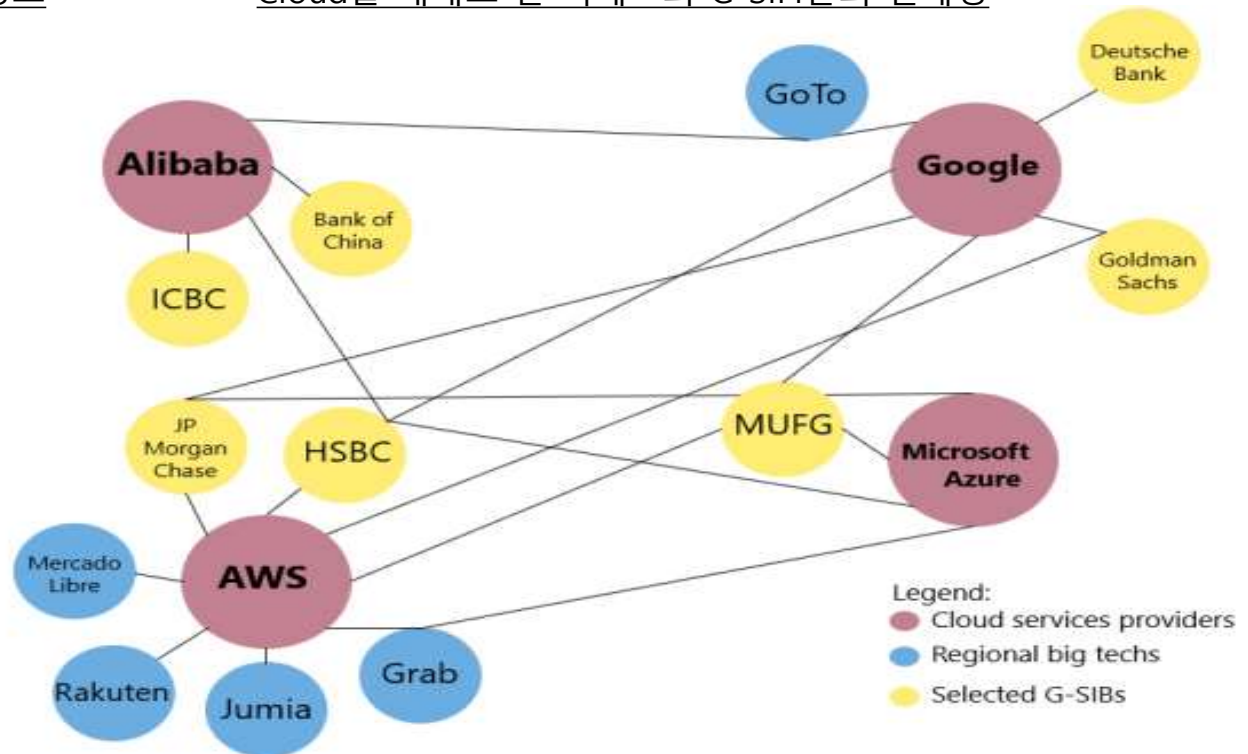 GoTo
Deutsche
Bank
Alibaba
Google
Bank of
China
ICBC
Goldman
Sachs
JP
Morgan
Chase
HSBC
MUFG
Microsoft
Azure
Mercado
Libre
AWS
Rakuten
Jumia
Grab
Legend:
Cloud services providers
Regional big techs
Selected G-SIBs